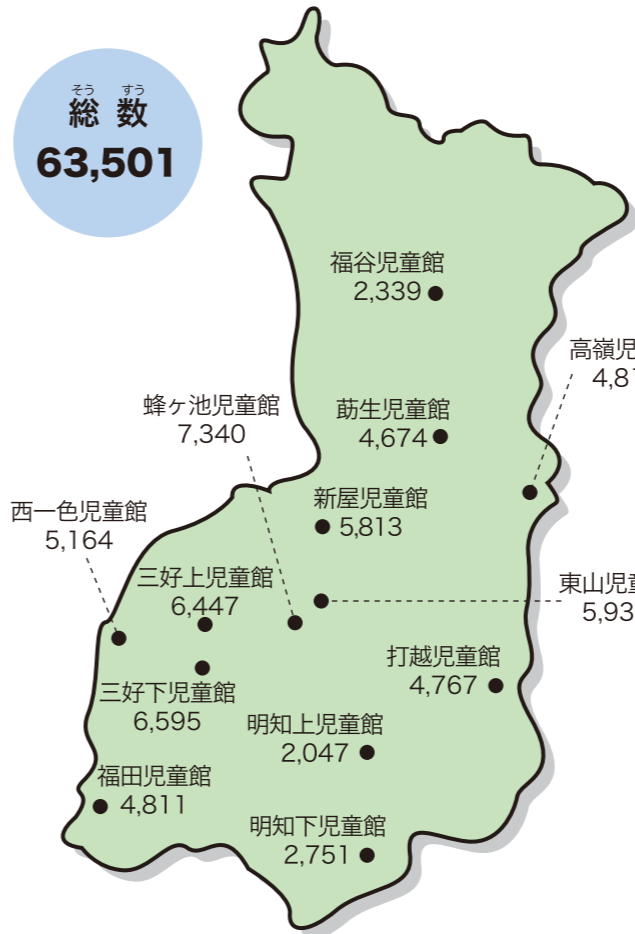 そう すう
総 数
63,501
福谷児童館
2,339
高嶺児
4,81
蜂ヶ池児童館
7,340
莇生児童館
4,674
西一色児童館
5,164
新屋児童館
5,813
三好上児童館
6,447
東山児童
5,93
打越児童館
4,767
三好下児童館
6,595
明知上児童館
2,047
福田児童館
4,811
明知下児童館
2,751